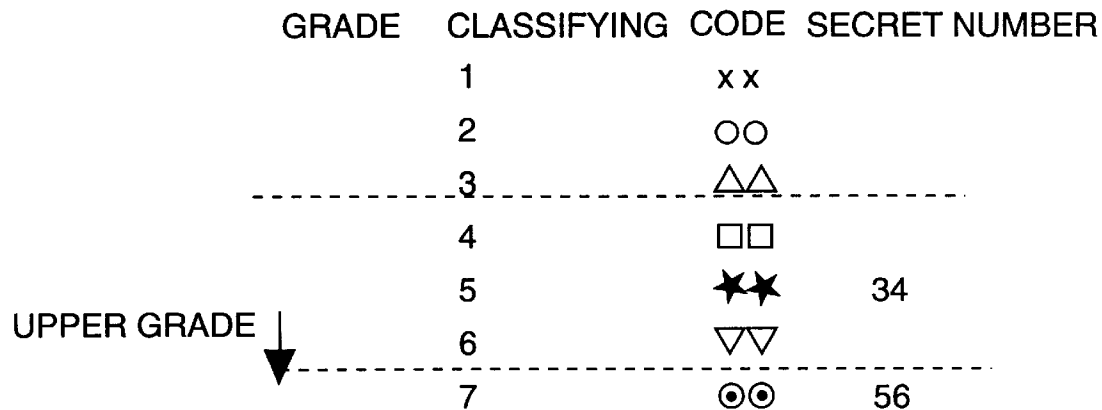 GRADE CLASSIFYING CODE SECRET NUMBER
1 x x
2 ○○
3 △△
4 □□
5 ★★ 34
UPPER GRADE
6 ▽▽
7 ◉◉ 56